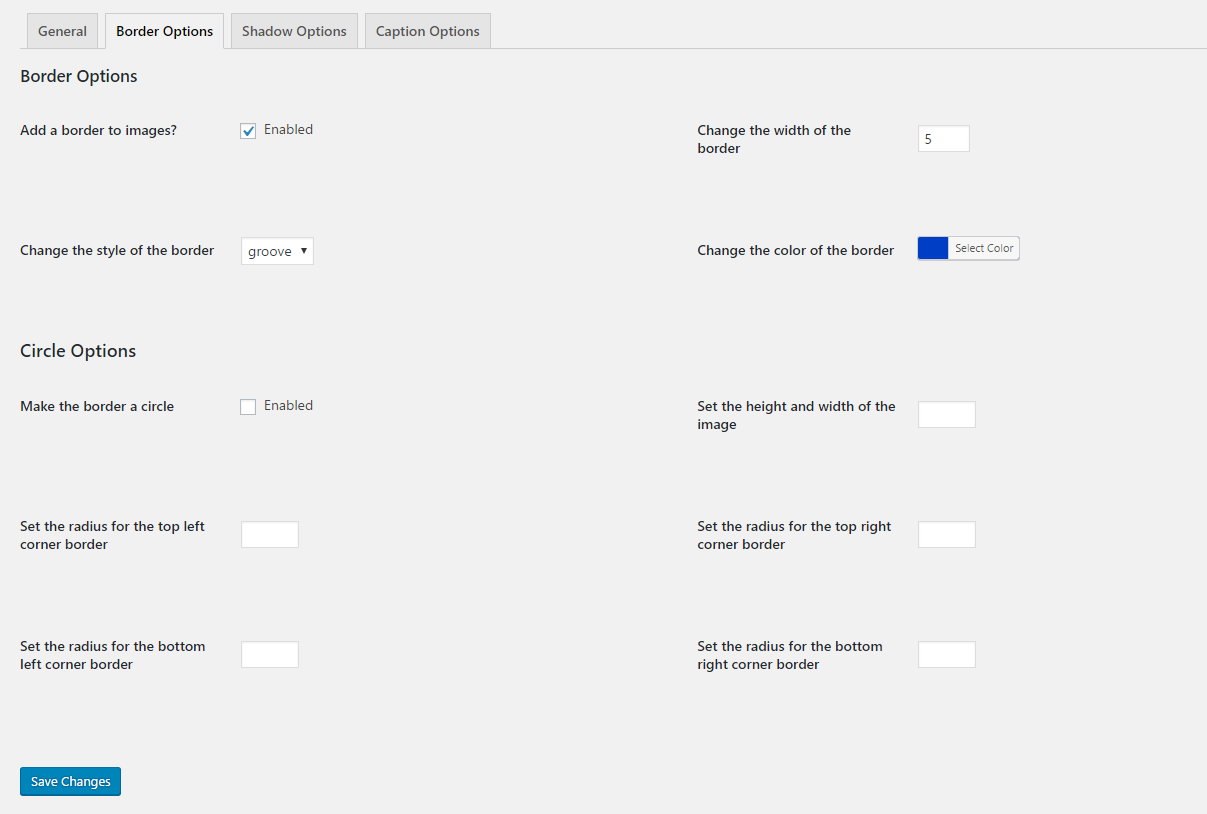 General
Border Options
Shadow Options
Caption Options
Border Options
Add a border to images?
Enabled
Change the width of the
border
5
Change the style of the border
groove
Change the color of the border
Select Color
Circle Options
Make the border a circle
Enabled
Set the height and width of the
image
Set the radius for the top left
corner border
Set the radius for the top right
corner border
Set the radius for the bottom
left corner border
Set the radius for the bottom
right corner border
Save Changes